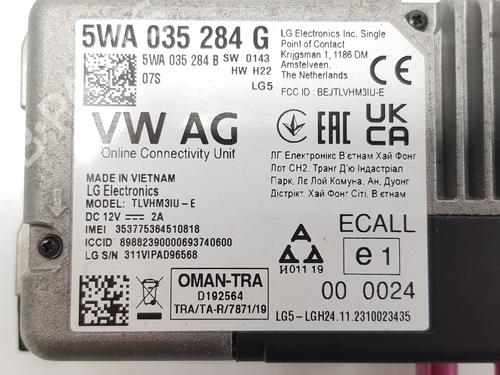 5WA 035 284 G
5WA 035 284 B SW 0143
07S HW H22
LG5
LG Electronics Inc. Single
Point of Contact
Krijgsman 1, 1186 DM
Amstelveen,
The Netherlands
FCC ID : BEJTLVHM3IU-E
CE
VW AG
Online Connectivity Unit
EAC
UK
CA
MADE IN VIETNAM
LG Electronics
MODEL: TLVHM3IU - E
DC 12V 2A
IMEI 353775364510818
ICCID 89882390000693740600
LG S/N 311VIPAD96568
ЛГ Електронікс В'єтнам Хай Фонг
Лот CH2, Транг Д'ю Індастріал
Парк, Ле Лой Комуна, Ан, Дуонг
Дістрікт, Хай Фонг Сіті, В'єтнам
OMAN-TRA
D192564
TRA/TA-R/7871/19
И011 19
ECALL
e 1
00 0024
LG5-LGH24.11.2310023435